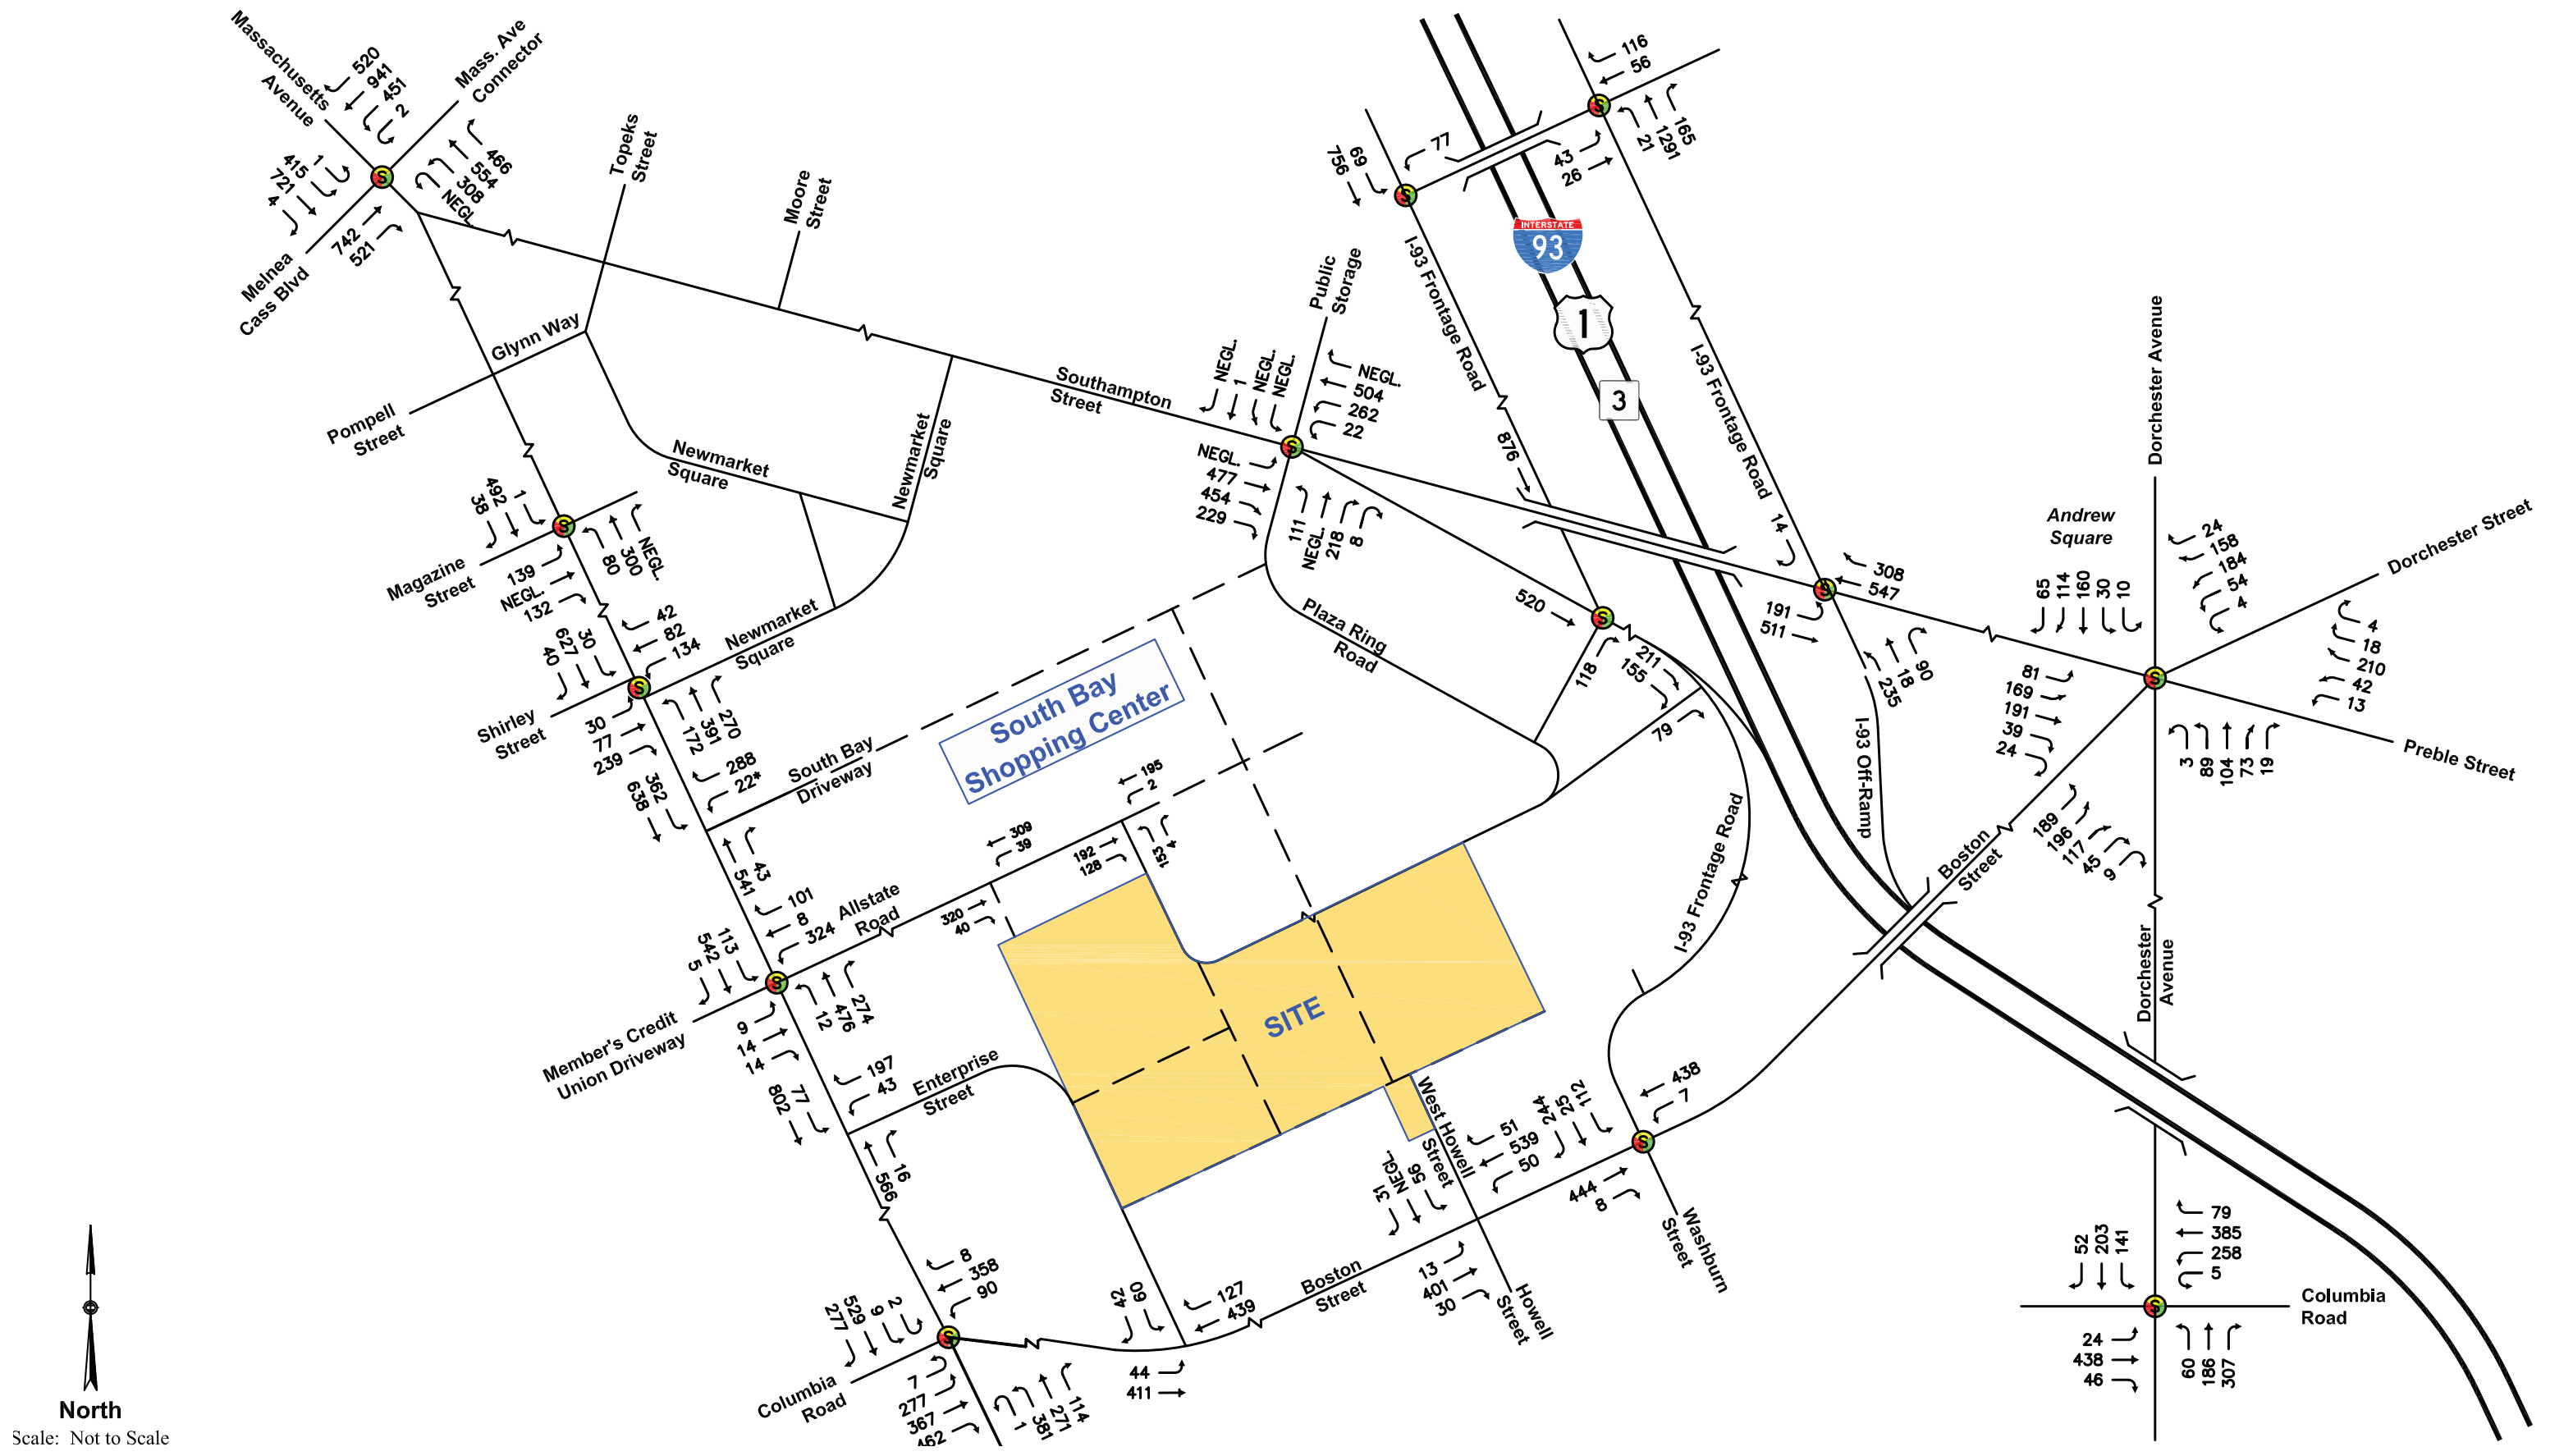 Massachusetts
Avenue
520
941
451
2
Mass. Ave
Connector
415
1
721
4
466
554
308
NEGL.
742
521
Melnea
Cass Blvd
Topeks
Street
Moore
Street
Glynn Way
Pompell
Street
Newmarket
Square
Newmarket
Square
Southampton
Street
Public
Storage
NEGL.
1
NEGL.
NEGL.
NEGL.
504
262
22
NEGL.
477
454
229
111
NEGL.
218
8
756
69
77
43
26
116
56
21
1291
165
INTERSTATE
93
1
3
I-93 Frontage Road
I-93 Frontage Road
876
14
308
547
191
511
235
18
90
520
118
211
155
79
Plaza Ring
Road
I-93 Off-Ramp
I-93 Frontage Road
Andrew
Square
Dorchester Avenue
65
114
160
30
10
24
158
184
54
4
Dorchester Street
4
18
210
42
13
81
169
191
39
24
3
89
104
73
19
Preble Street
189
196
117
45
9
Boston
Street
Dorchester
Avenue
38
492
1
Magazine
Street
139
NEGL.
132
80
300
NEGL.
40
627
30
42
82
134
Newmarket
Square
Shirley
Street
30
77
239
172
391
270
638
362
288
22*
South Bay
Driveway
South Bay
Shopping Center
541
43
195
2
309
39
192
128
153
4
320
40
101
8
324
Allstate
Road
5
542
113
Member's Credit
Union Driveway
9
14
14
12
476
274
802
77
197
43
Enterprise
Street
566
16
SITE
West Howell
Street
31
NEGL.
56
51
539
50
244
25
112
438
7
444
8
Washburn
Street
13
401
30
Howell
Street
Boston
Street
42
60
127
439
44
411
277
529
9
2
8
358
90
Columbia
Road
7
277
367
462
1
381
271
114
52
203
141
79
385
258
5
Columbia
Road
24
438
46
60
186
307
North
Scale: Not to Scale